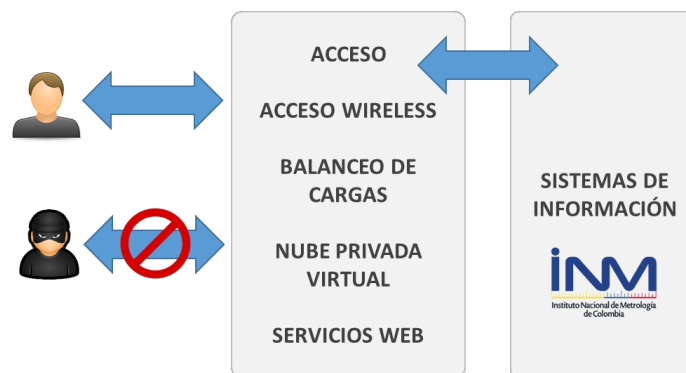 ACCESO
ACCESO WIRELESS
BALANCEO DE
CARGAS
NUBE PRIVADA
VIRTUAL
SERVICIOS WEB
SISTEMAS DE
INFORMACIÓN
INM
Instituto Nacional de Metrología
de Colombia